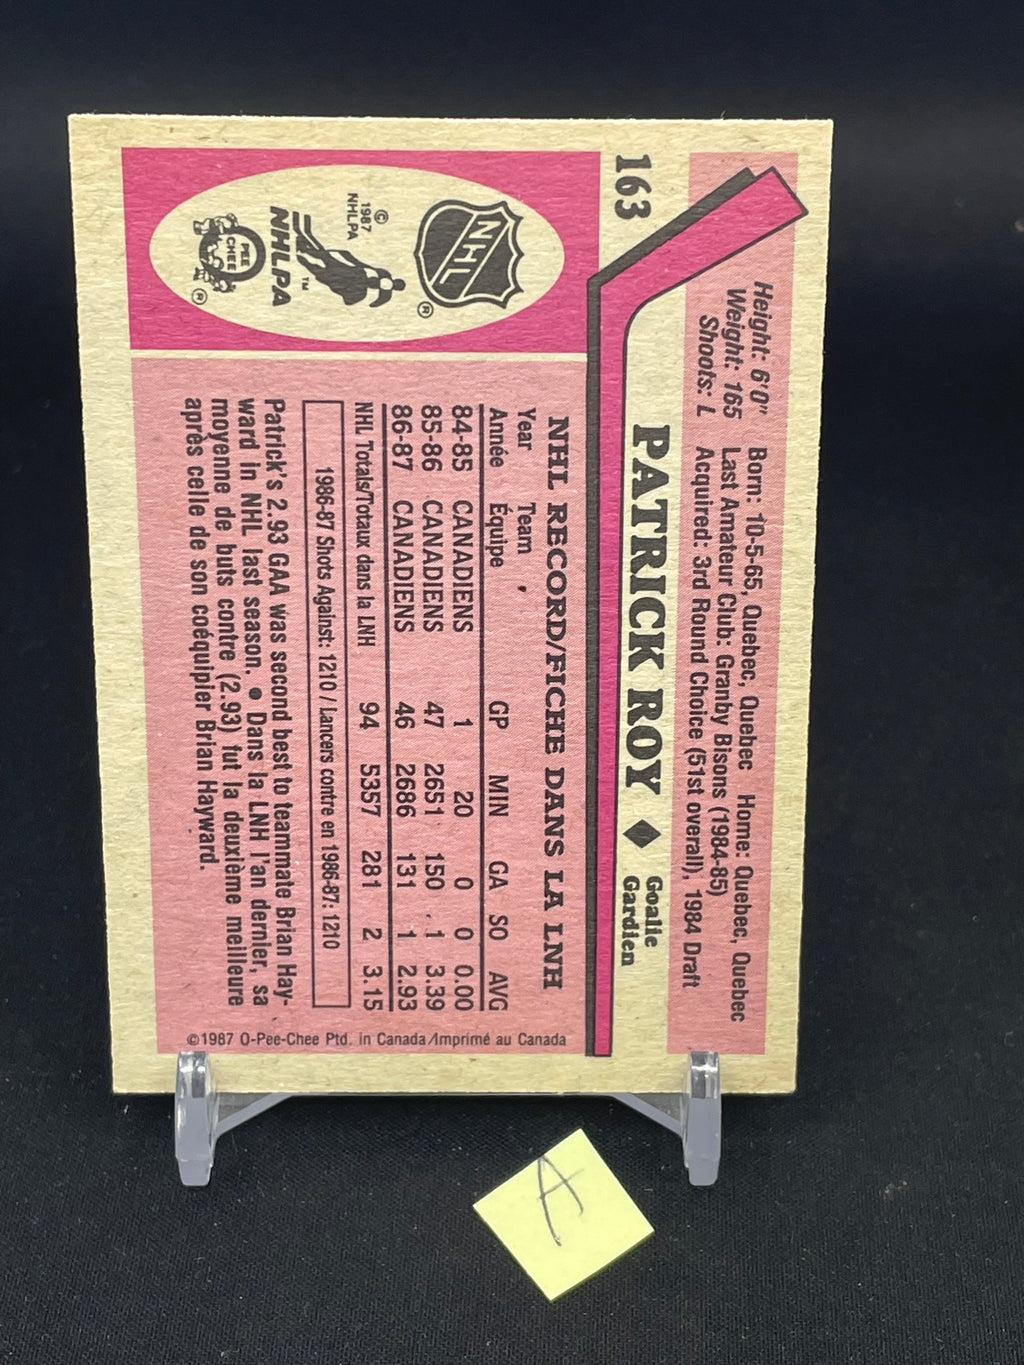 163
Height: 6'0" Born: 10-5-65, Quebec, Quebec Home: Quebec, Quebec
Weight: 165 Last Amateur Club: Granby Bisons (1984-85)
Shoots: L Acquired: 3rd Round Choice (51st overall), 1984 Draft
PATRICK ROY ♦ Goalie
Gardien
NHL
®
© 1987 NHLPA
™
NHLPA
O PEE CHEE
®
NHL RECORD/FICHE DANS LA LNH
Year Team
Année Équipe GP MIN GA SO AVG
84-85 CANADIENS 1 20 0 0 0.00
85-86 CANADIENS 47 2651 150 1 3.39
86-87 CANADIENS 46 2686 131 1 2.93
NHL Totals/Totaux dans la LNH 94 5357 281 2 3.15
1986-87 Shots Against: 1210 / Lancers contre en 1986-87: 1210
Patrick's 2.93 GAA was second best to teammate Brian Hay-
ward in NHL last season. ● Dans la LNH l'an dernier, sa
moyenne de buts contre (2.93) fut la deuxième meilleure
après celle de son coéquipier Brian Hayward.
©1987 O-Pee-Chee Ptd. in Canada/Imprimé au Canada
A